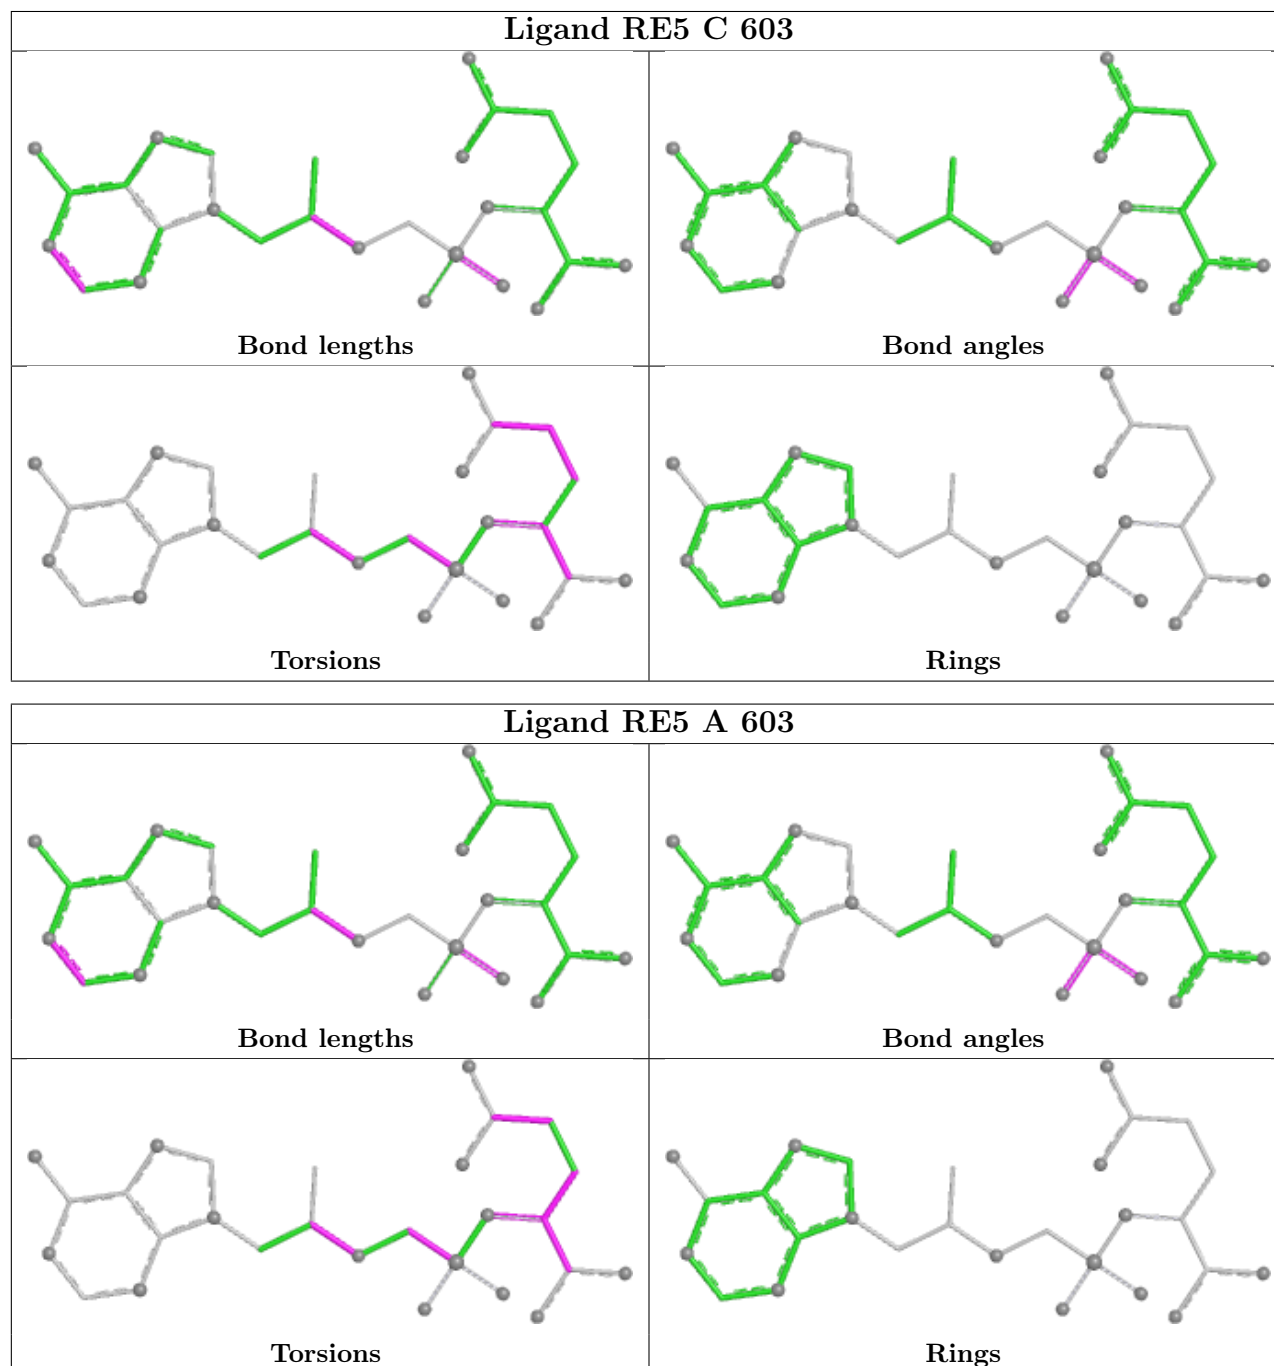 Ligand RE5 C 603
Bond lengths
Bond angles
Torsions
Rings
Ligand RE5 A 603
Bond lengths
Bond angles
Torsions
Rings